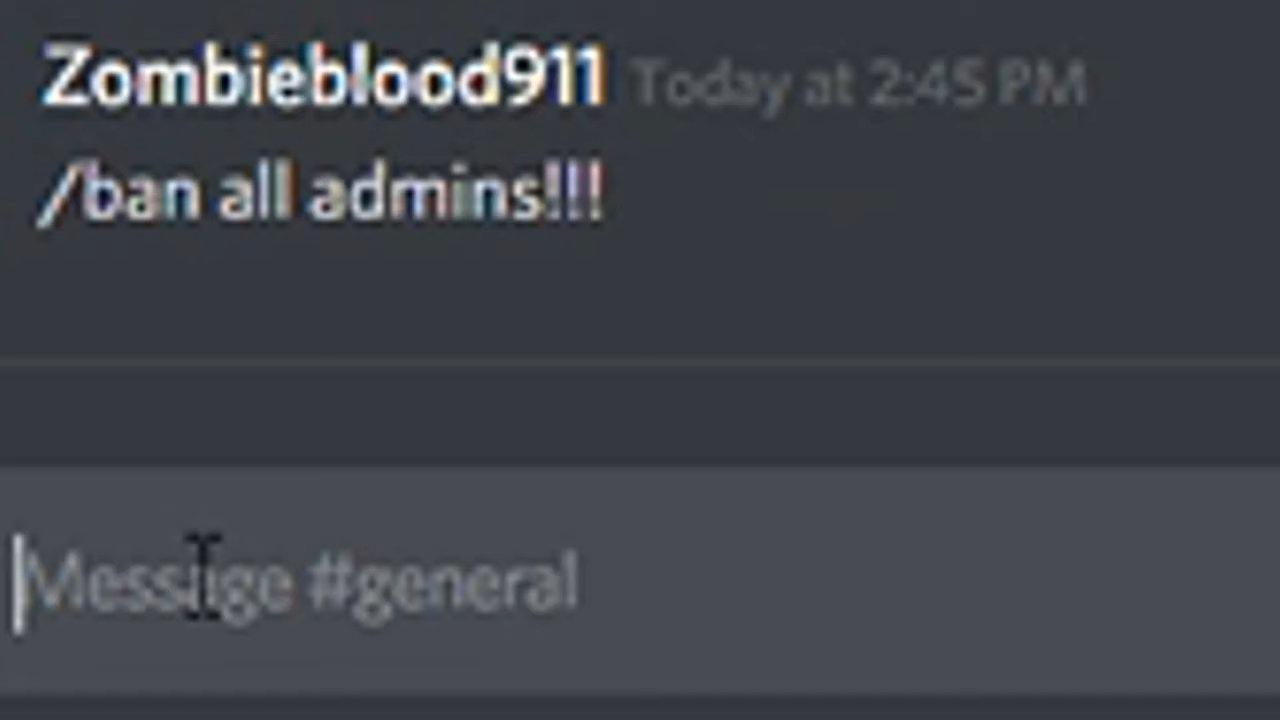 Zombieblood911 Today at 2:45 PM
/ban all admins!!!
Message #general